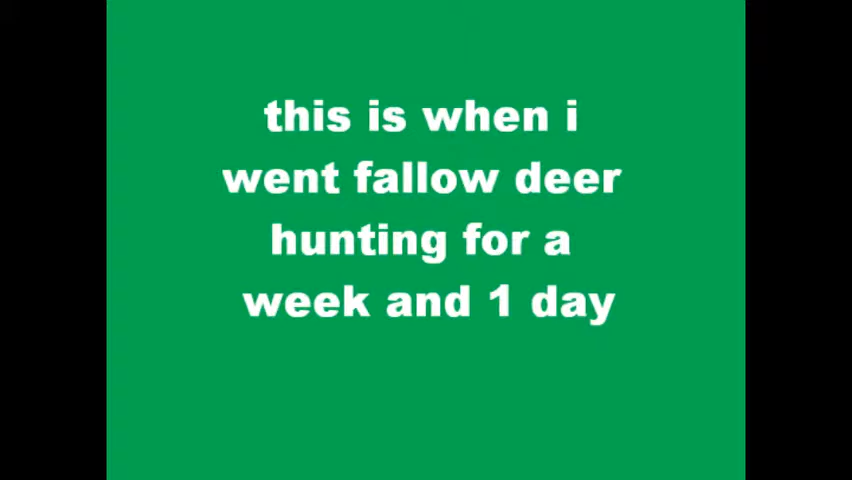 this is when i
went fallow deer
hunting for a
week and 1 day